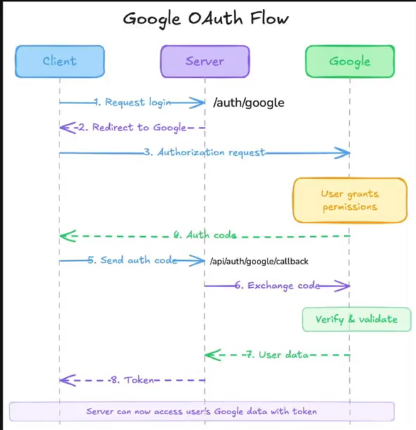 Google OAuth Flow
Client
Server
Google
1. Request login
/auth/google
2. Redirect to Google
3. Authorization request
User grants
permissions
4. Auth code
5. Send auth code
/api/auth/google/callback
6. Exchange code
Verify & validate
7. User data
8. Token
Server can now access user's Google data with token